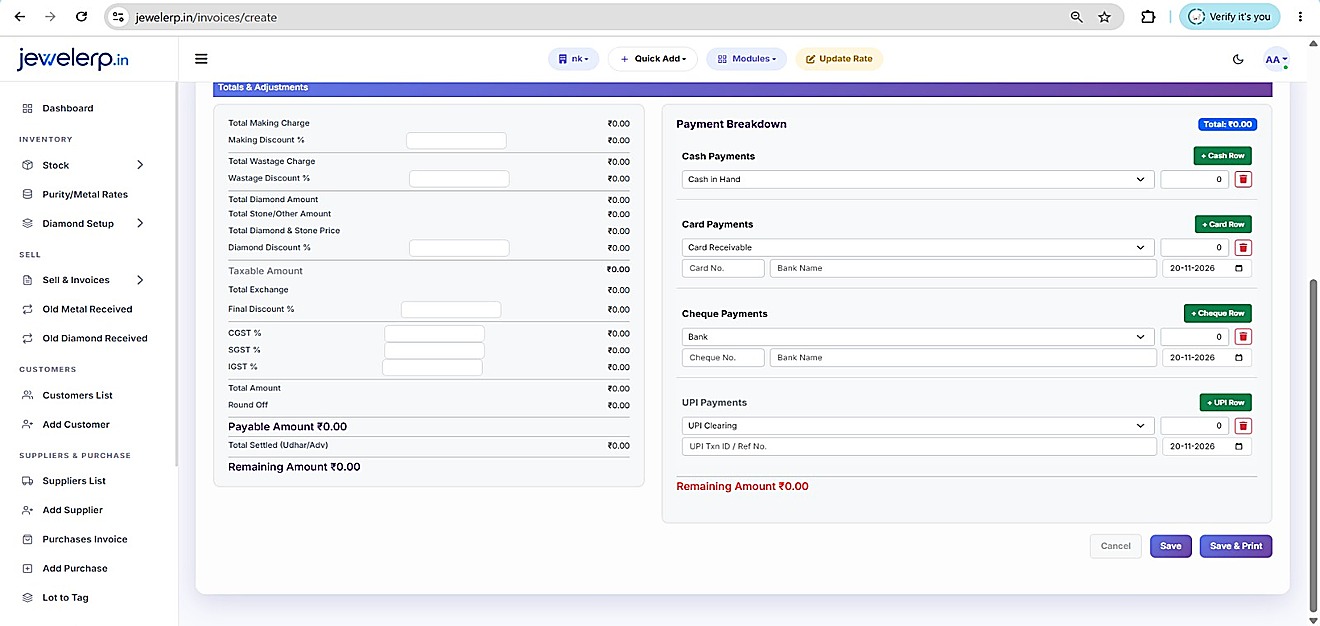 jewelerp.in/invoices/create
Verify it's you
jewelerp.in
nk
+ Quick Add
Modules
Update Rate
AA
Dashboard
INVENTORY
Stock
Purity/Metal Rates
Diamond Setup
SELL
Sell & Invoices
Old Metal Received
Old Diamond Received
CUSTOMERS
Customers List
Add Customer
SUPPLIERS & PURCHASE
Suppliers List
Add Supplier
Purchases Invoice
Add Purchase
Lot to Tag
Totals & Adjustments
Total Making Charge ₹0.00
Making Discount % ₹0.00
Total Wastage Charge ₹0.00
Wastage Discount % ₹0.00
Total Diamond Amount ₹0.00
Total Stone/Other Amount ₹0.00
Total Diamond & Stone Price ₹0.00
Diamond Discount % ₹0.00
Taxable Amount ₹0.00
Total Exchange ₹0.00
Final Discount % ₹0.00
CGST % ₹0.00
SGST % ₹0.00
IGST % ₹0.00
Total Amount ₹0.00
Round Off ₹0.00
Payable Amount ₹0.00
Total Settled (Udhar/Adv) ₹0.00
Remaining Amount ₹0.00
Payment Breakdown Total: ₹0.00
Cash Payments + Cash Row
Cash in Hand 0
Card Payments + Card Row
Card Receivable 0
Card No. Bank Name 20-11-2026
Cheque Payments + Cheque Row
Bank 0
Cheque No. Bank Name 20-11-2026
UPI Payments + UPI Row
UPI Clearing 0
UPI Txn ID / Ref No. 20-11-2026
Remaining Amount ₹0.00
Cancel Save Save & Print